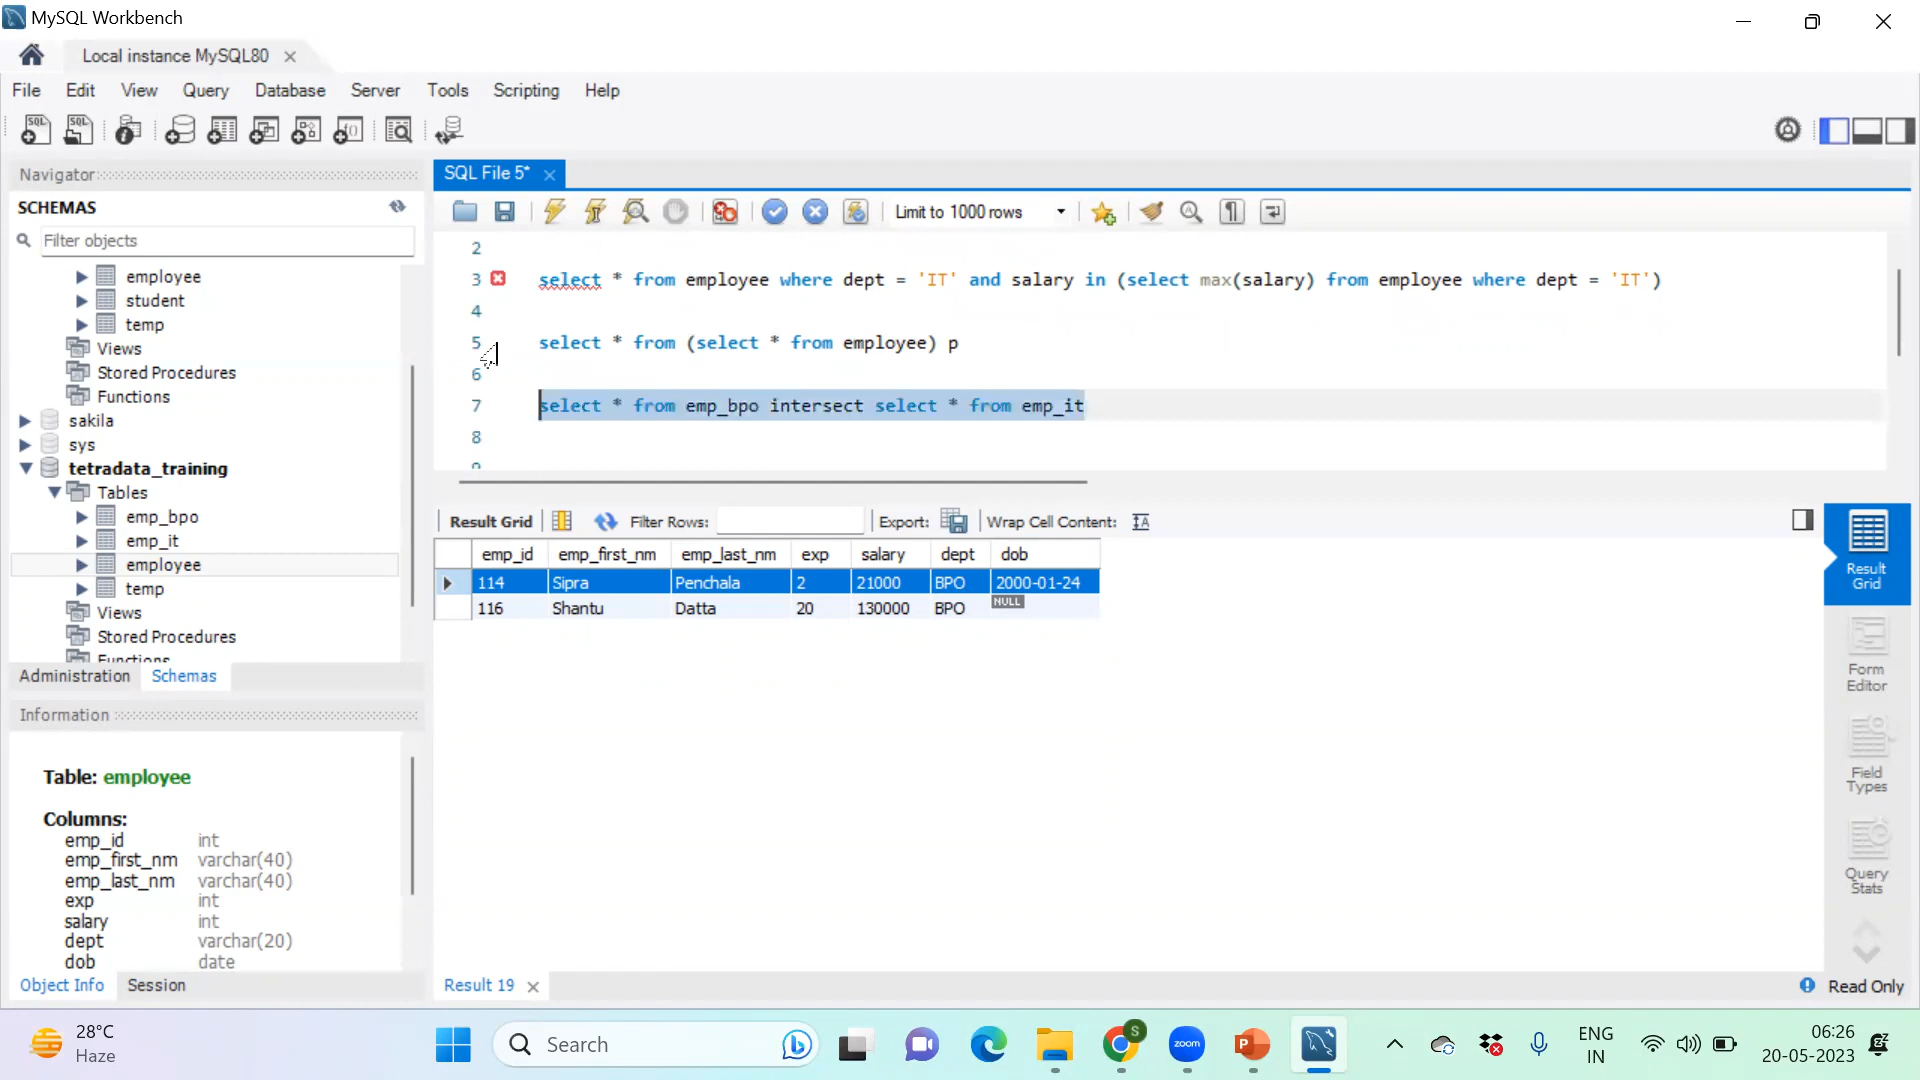 MySQL Workbench
Local instance MySQL80
File Edit View Query Database Server Tools Scripting Help
Navigator
SCHEMAS
Filter objects
employee
student
temp
Views
Stored Procedures
Functions
sakila
sys
tetradata_training
Tables
emp_bpo
emp_it
employee
temp
Views
Stored Procedures
Functions
Administration Schemas
Information
Table: employee
Columns:
emp_id int
emp_first_nm varchar(40)
emp_last_nm varchar(40)
exp int
salary int
dept varchar(20)
dob date
Object Info Session
SQL File 5*
Limit to 1000 rows
2
3 select * from employee where dept = 'IT' and salary in (select max(salary) from employee where dept = 'IT')
4
5 select * from (select * from employee) p
6
7 select * from emp_bpo intersect select * from emp_it
8
9
Result Grid Filter Rows: Export: Wrap Cell Content:
emp_id emp_first_nm emp_last_nm exp salary dept dob
114 Sipra Penchala 2 21000 BPO 2000-01-24
116 Shantu Datta 20 130000 BPO NULL
Result
Grid
Form
Editor
Field
Types
Query
Stats
Result 19
Read Only
28°C
Haze
Search
zoom
S
P
ENG
IN
06:26
20-05-2023